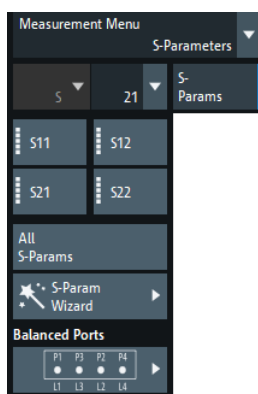 Measurement Menu
S-Parameters
S
21
S-
Params
S11
S12
S21
S22
All
S-Params
S-Param
Wizard
Balanced Ports
P1 P3 P2 P4
L1 L3 L2 L4